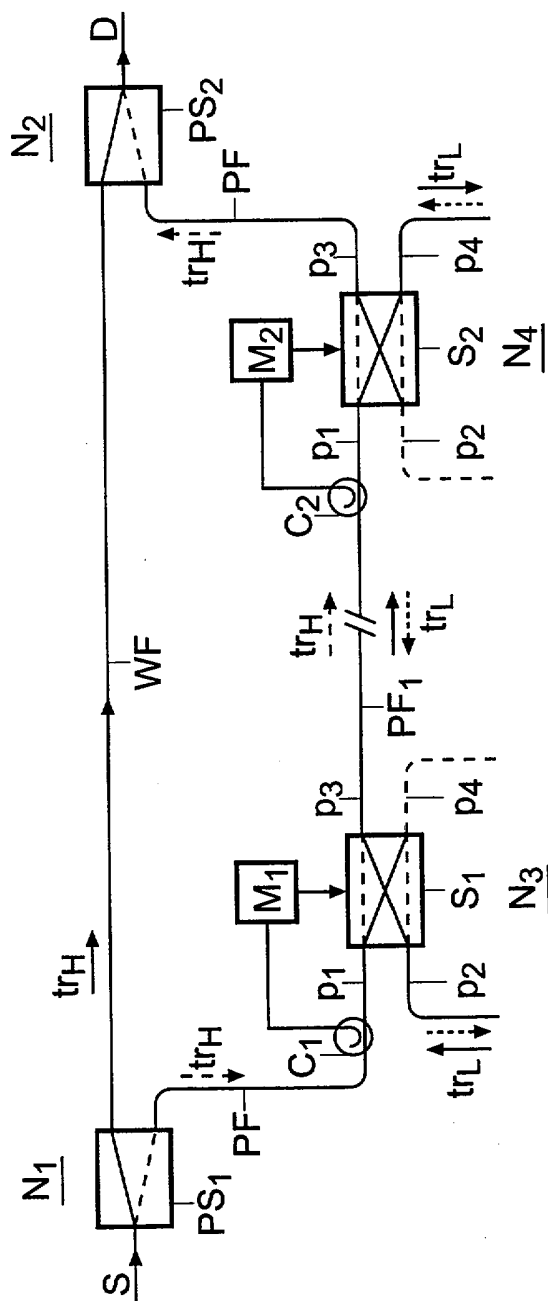 N1
N2
S
D
PS1
PS2
trH
WF
trH
PF
trH
PF
M1
M2
C1
C2
p1
p3
PF1
trH
p1
p3
S1
S2
p2
p4
trL
p2
p4
trL
trL
N3
N4